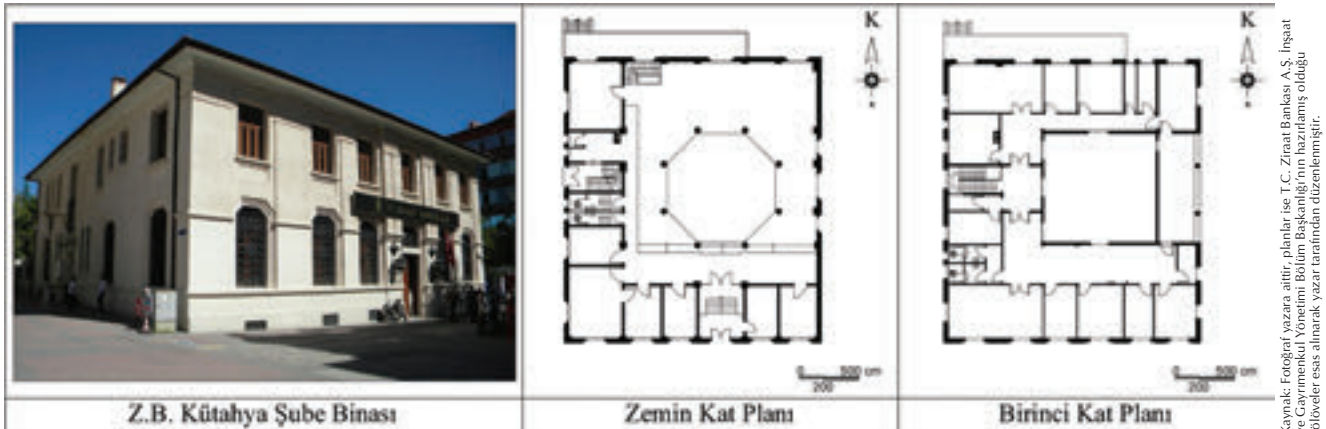 K
K
500 cm
200
500 cm
200
Z.B. Kütahya Şube Binası
Zemin Kat Planı
Birinci Kat Planı
Kaynak: Fotoğraf yazara aittir, planlar ise T.C. Ziraat Bankası A.Ş. İnşaat
ve Gayrimenkul Yönetimi Bölüm Başkanlığı'nın hazırlamış olduğu
rölöveler esas alınarak yazar tarafından düzenlenmiştir.